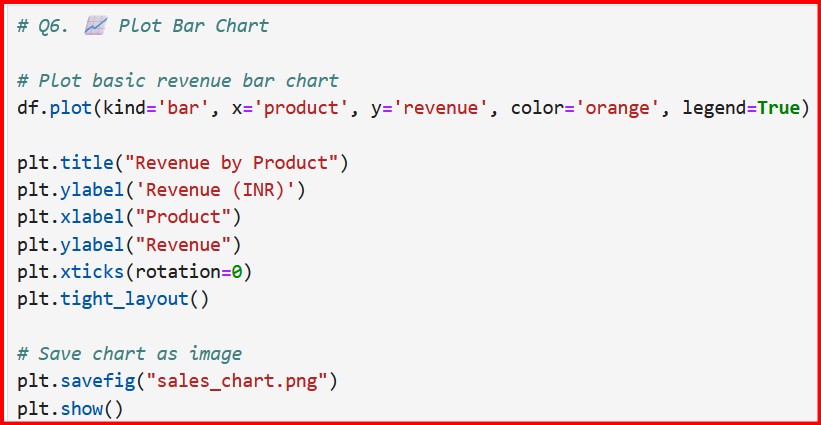 # Q6. 📈 Plot Bar Chart
# Plot basic revenue bar chart
df.plot(kind='bar', x='product', y='revenue', color='orange', legend=True)
plt.title("Revenue by Product")
plt.ylabel('Revenue (INR)')
plt.xlabel("Product")
plt.ylabel("Revenue")
plt.xticks(rotation=0)
plt.tight_layout()
# Save chart as image
plt.savefig("sales_chart.png")
plt.show()